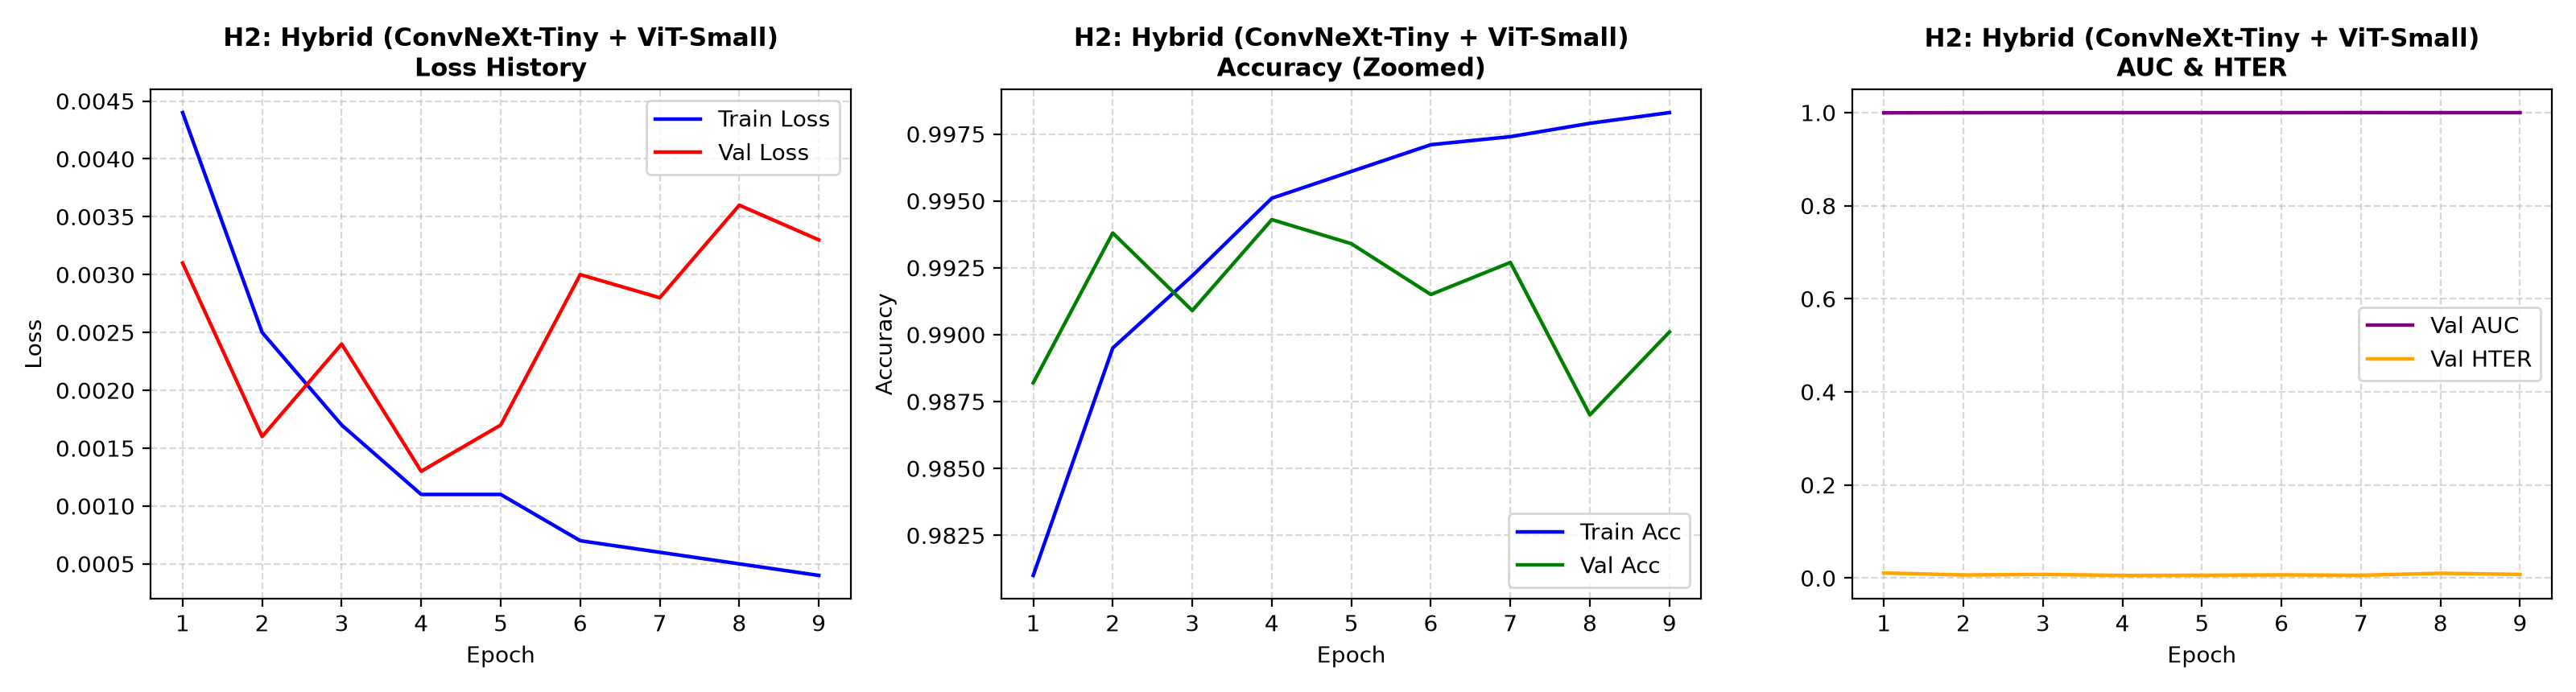 H2: Hybrid (ConvNeXt-Tiny + ViT-Small)
Loss History
0.0045
0.0040
0.0035
0.0030
0.0025
0.0020
0.0015
0.0010
0.0005
Loss
Train Loss
Val Loss
1 2 3 4 5 6 7 8 9
Epoch
H2: Hybrid (ConvNeXt-Tiny + ViT-Small)
Accuracy (Zoomed)
0.9975
0.9950
0.9925
0.9900
0.9875
0.9850
0.9825
Accuracy
Train Acc
Val Acc
1 2 3 4 5 6 7 8 9
Epoch
H2: Hybrid (ConvNeXt-Tiny + ViT-Small)
AUC & HTER
1.0
0.8
0.6
0.4
0.2
0.0
Val AUC
Val HTER
1 2 3 4 5 6 7 8 9
Epoch